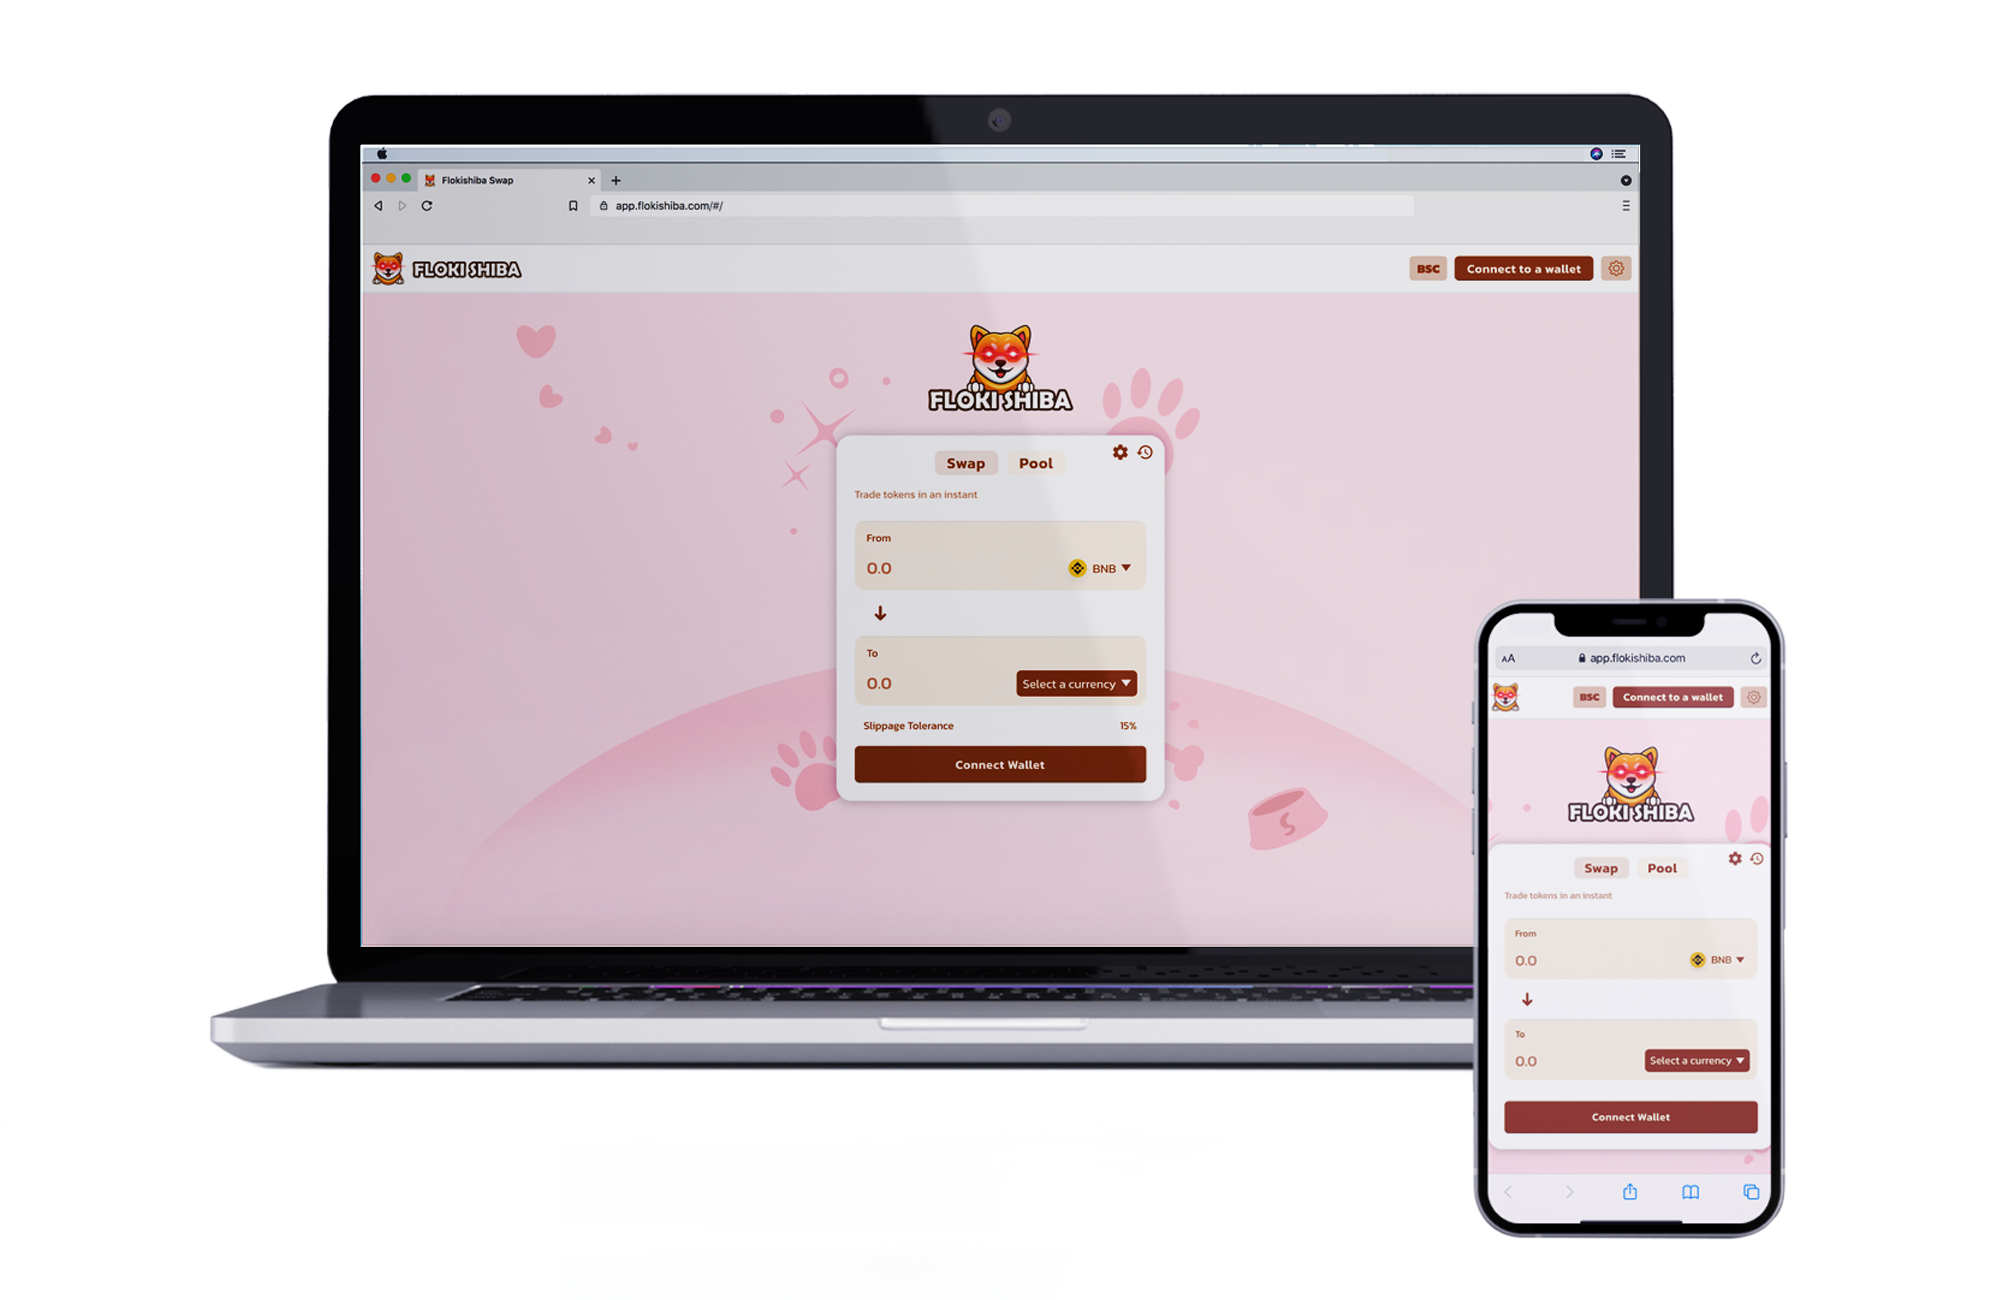 Flokishiba Swap
app.flokishiba.com/#/
FLOKI SHIBA
BSC
Connect to a wallet
FLOKI SHIBA
Swap
Pool
Trade tokens in an instant
From
0.0
BNB
To
0.0
Select a currency
Slippage Tolerance
15%
Connect Wallet
S
AA
app.flokishiba.com
BSC
Connect to a wallet
FLOKI SHIBA
Swap
Pool
Trade tokens in an instant
From
0.0
BNB
To
0.0
Select a currency
Connect Wallet